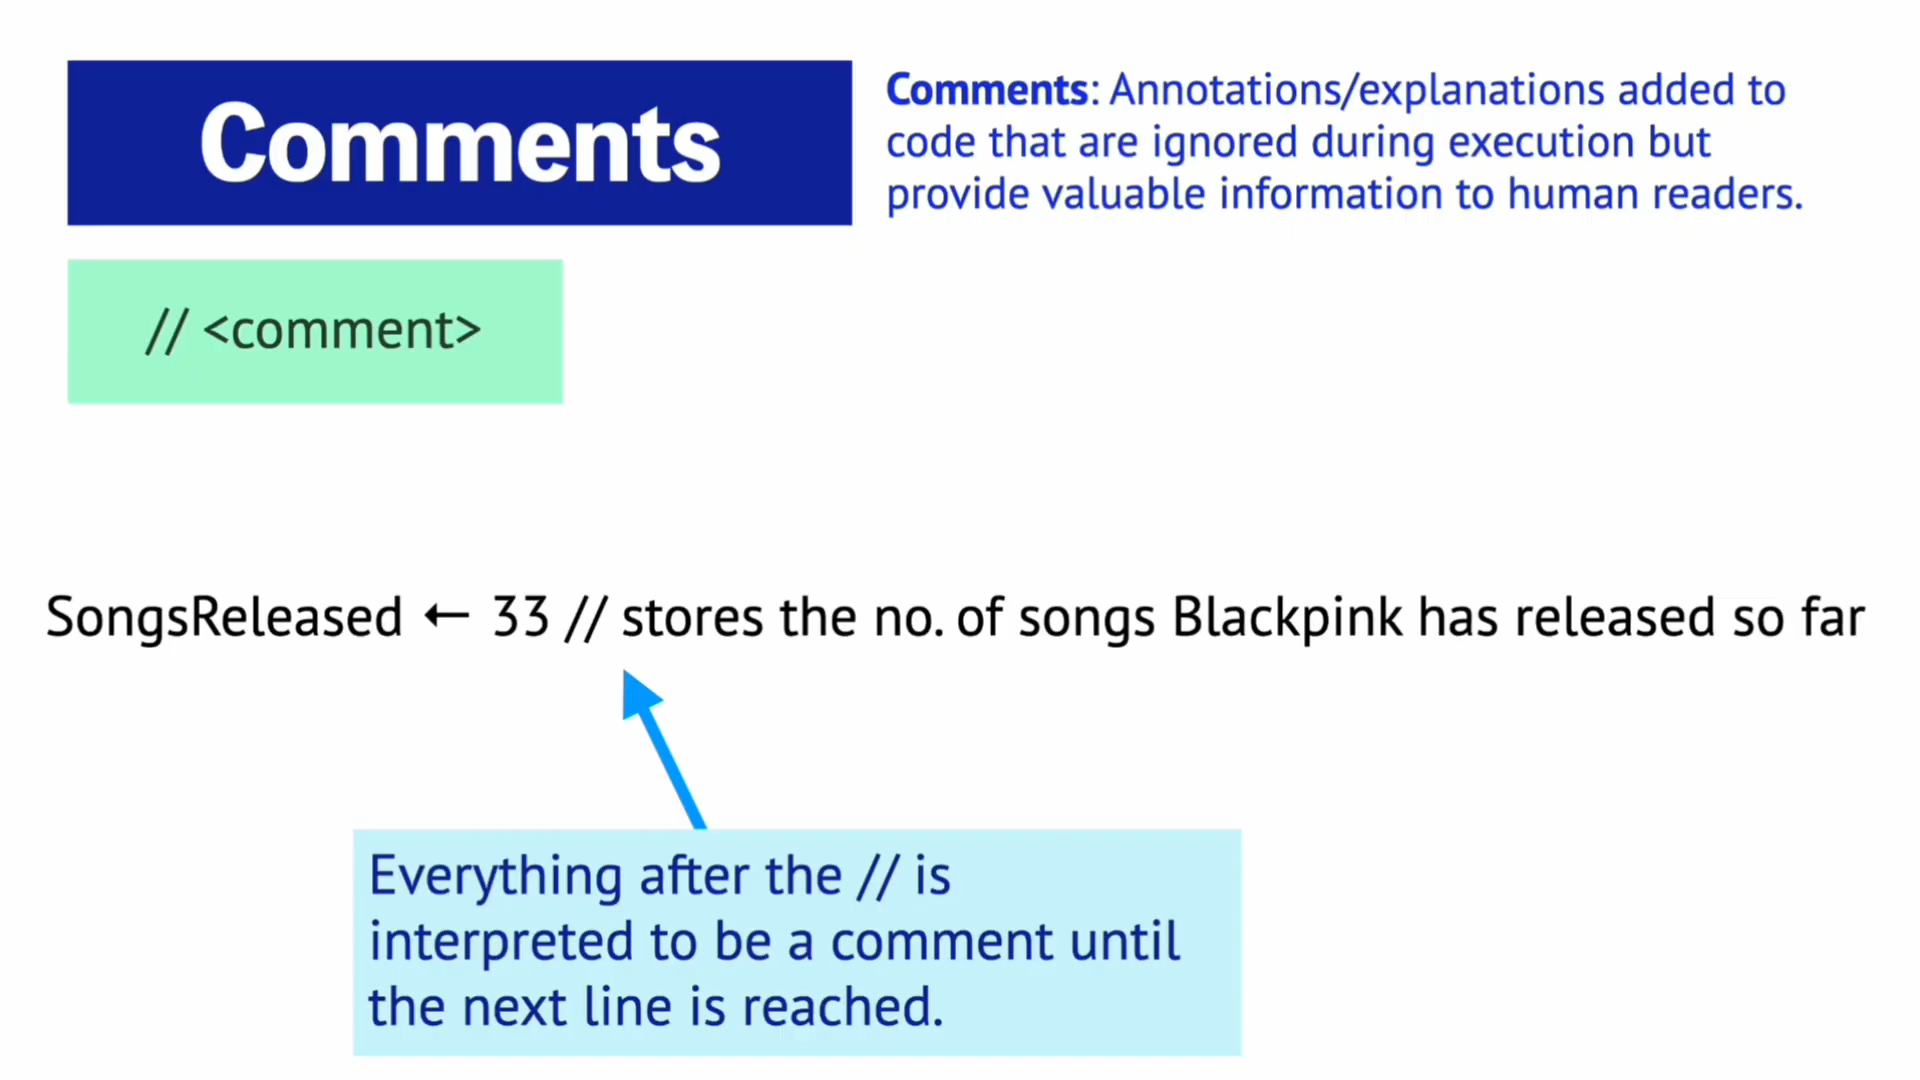 Comments
Comments: Annotations/explanations added to
code that are ignored during execution but
provide valuable information to human readers.
// <comment>
SongsReleased ← 33 // stores the no. of songs Blackpink has released so far
Everything after the // is
interpreted to be a comment until
the next line is reached.